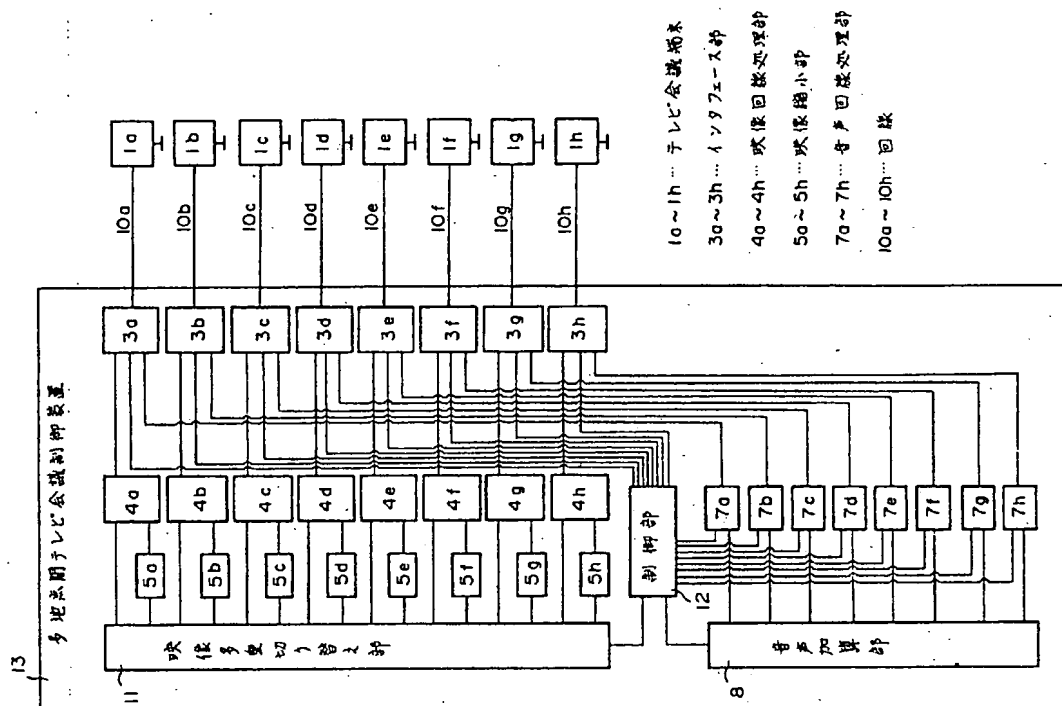 13
多地点間テレビ会議制御装置
11
映像多重切り替え部
4a
5a
4b
5b
4c
5c
4d
5d
4e
5e
4f
5f
4g
5g
4h
5h
3a
3b
3c
3d
3e
3f
3g
3h
10a
10b
10c
10d
10e
10f
10g
10h
1a
1b
1c
1d
1e
1f
1g
1h
制御部
12
7a
7b
7c
7d
7e
7f
7g
7h
音声加算部
8
1a~1h…テレビ会議端末
3a~3h…インタフェース部
4a~4h…映像回線処理部
5a~5h…映像縮小部
7a~7h…音声回線処理部
10a~10h…回線